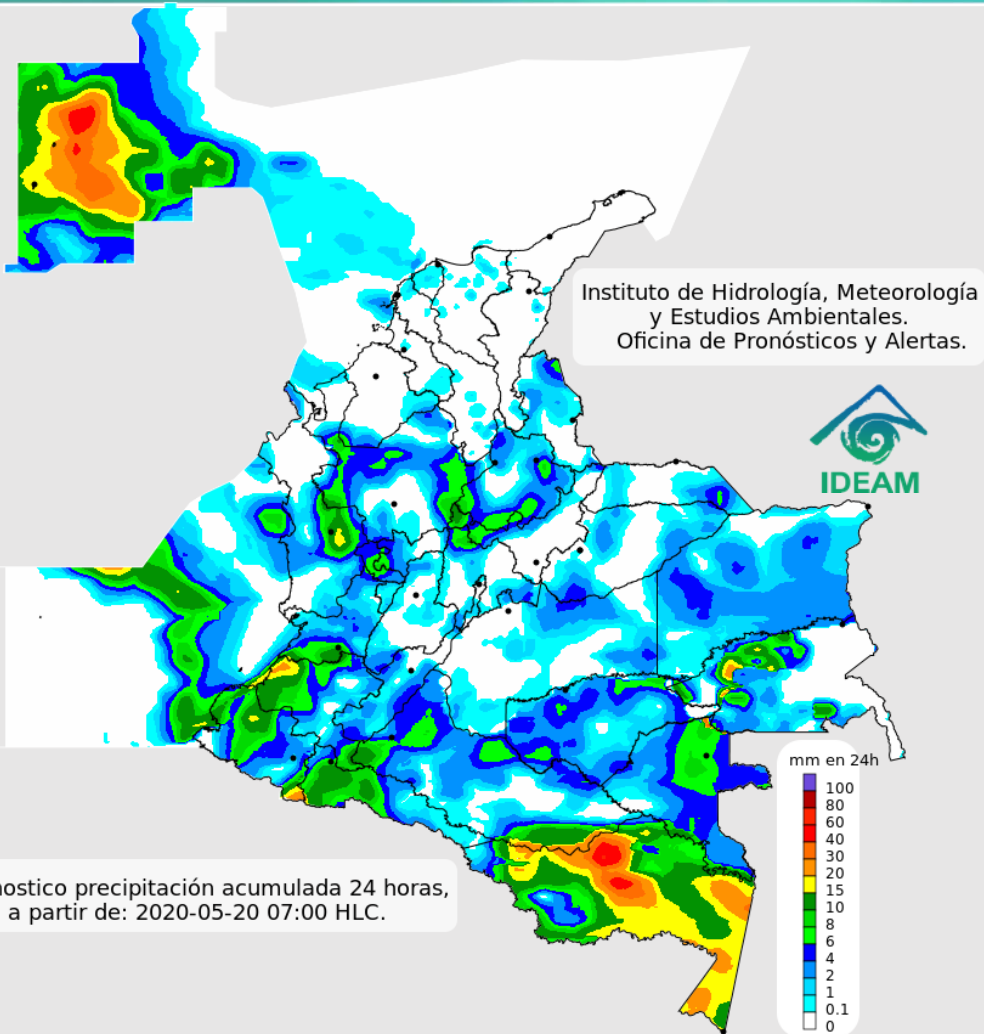 Instituto de Hidrología, Meteorología
y Estudios Ambientales.
Oficina de Pronósticos y Alertas.
IDEAM
mm en 24h
100
80
60
40
30
20
15
10
8
6
4
2
1
0.1
0
precipitación acumulada 24 horas,
a partir de: 2020-05-20 07:00 HLC.